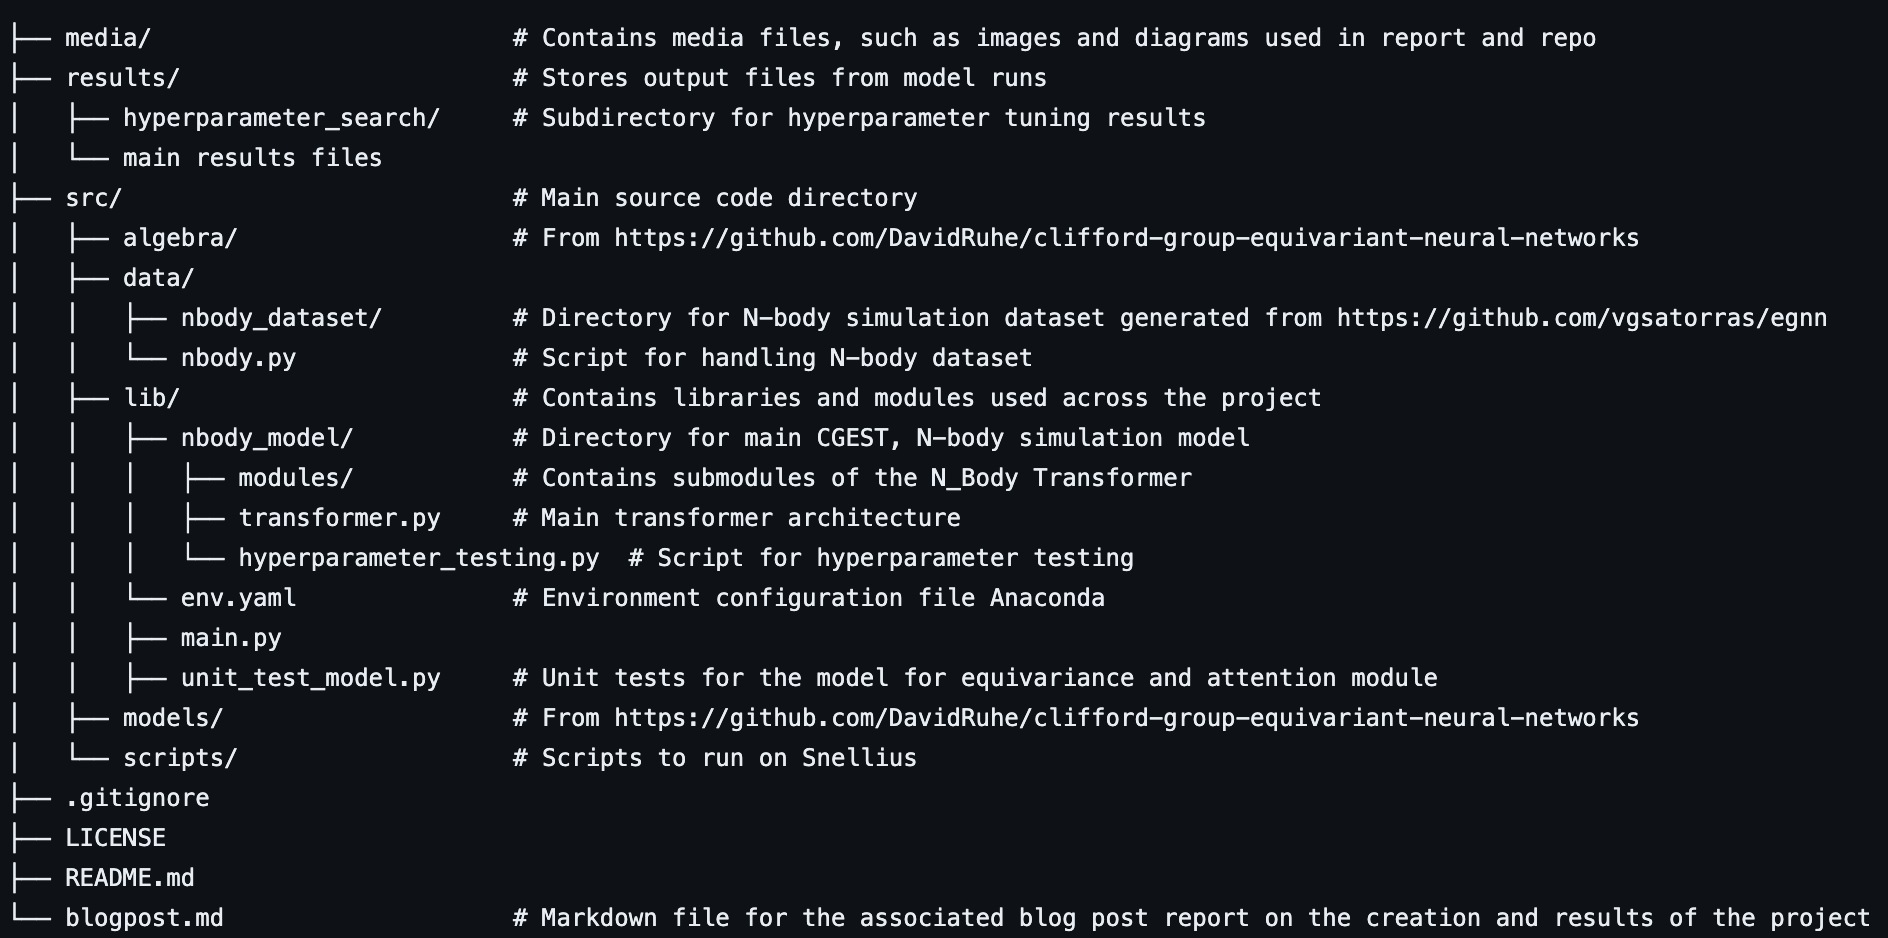 ├── media/                         # Contains media files, such as images and diagrams used in report and repo
├── results/                       # Stores output files from model runs
│   ├── hyperparameter_search/     # Subdirectory for hyperparameter tuning results
│   └── main results files
├── src/                           # Main source code directory
│   ├── algebra/                   # From https://github.com/DavidRuhe/clifford-group-equivariant-neural-networks
│   ├── data/
│   │   ├── nbody_dataset/         # Directory for N-body simulation dataset generated from https://github.com/vgsatorras/egnn
│   │   └── nbody.py               # Script for handling N-body dataset
│   ├── lib/                       # Contains libraries and modules used across the project
│   │   ├── nbody_model/           # Directory for main CGEST, N-body simulation model
│   │   │   ├── modules/           # Contains submodules of the N_Body Transformer
│   │   │   ├── transformer.py     # Main transformer architecture
│   │   │   └── hyperparameter_testing.py  # Script for hyperparameter testing
│   │   └── env.yaml               # Environment configuration file Anaconda
│   │   ├── main.py
│   │   ├── unit_test_model.py     # Unit tests for the model for equivariance and attention module
│   ├── models/                    # From https://github.com/DavidRuhe/clifford-group-equivariant-neural-networks
│   └── scripts/                   # Scripts to run on Snellius
├── .gitignore
├── LICENSE
├── README.md
└── blogpost.md                    # Markdown file for the associated blog post report on the creation and results of the project